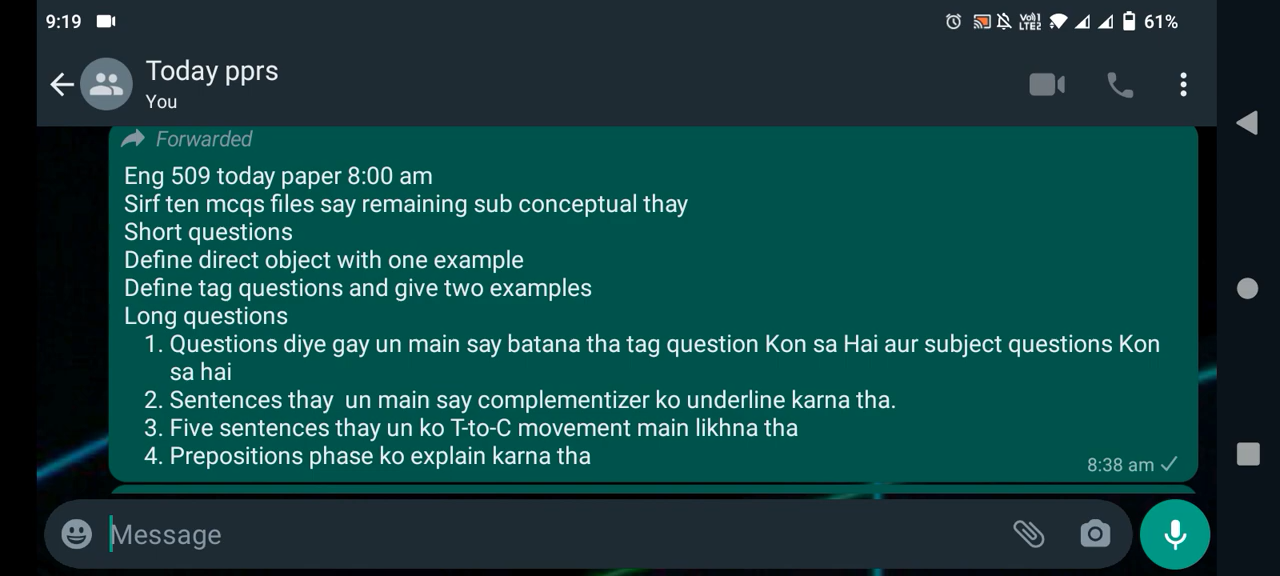 9:19
Vo)) LTE2 61%
Today pprs
You
Forwarded
Eng 509 today paper 8:00 am
Sirf ten mcqs files say remaining sub conceptual thay
Short questions
Define direct object with one example
Define tag questions and give two examples
Long questions
1. Questions diye gay un main say batana tha tag question Kon sa Hai aur subject questions Kon
sa hai
2. Sentences thay  un main say complementizer ko underline karna tha.
3. Five sentences thay un ko T-to-C movement main likhna tha
4. Prepositions phase ko explain karna tha
8:38 am
Message